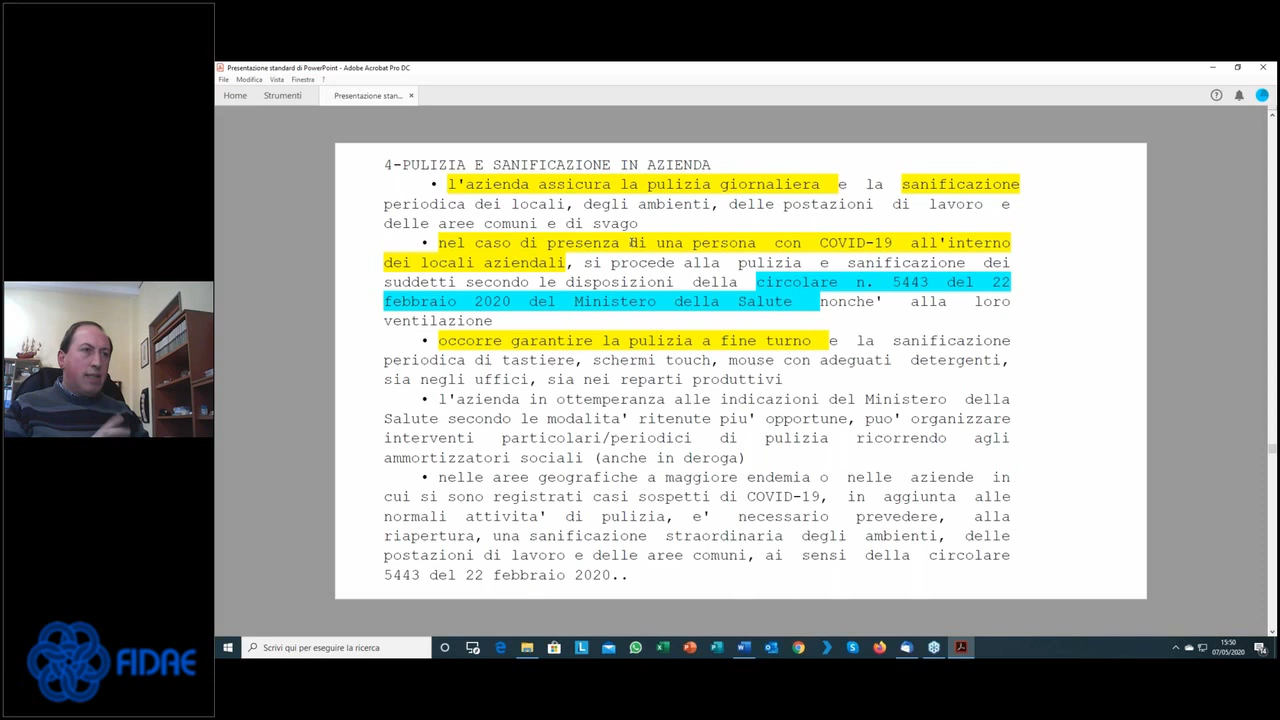 Presentazione standard di PowerPoint - Adobe Acrobat Pro DC
File Modifica Vista Finestra ?
Home Strumenti Presentazione stan... ×
4-PULIZIA E SANIFICAZIONE IN AZIENDA
• l'azienda assicura la pulizia giornaliera e la sanificazione
periodica dei locali, degli ambienti, delle postazioni di lavoro e
delle aree comuni e di svago
• nel caso di presenza di una persona con COVID-19 all'interno
dei locali aziendali, si procede alla pulizia e sanificazione dei
suddetti secondo le disposizioni della circolare n. 5443 del 22
febbraio 2020 del Ministero della Salute nonche' alla loro
ventilazione
• occorre garantire la pulizia a fine turno e la sanificazione
periodica di tastiere, schermi touch, mouse con adeguati detergenti,
sia negli uffici, sia nei reparti produttivi
• l'azienda in ottemperanza alle indicazioni del Ministero della
Salute secondo le modalita' ritenute piu' opportune, puo' organizzare
interventi particolari/periodici di pulizia ricorrendo agli
ammortizzatori sociali (anche in deroga)
• nelle aree geografiche a maggiore endemia o nelle aziende in
cui si sono registrati casi sospetti di COVID-19, in aggiunta alle
normali attivita' di pulizia, e' necessario prevedere, alla
riapertura, una sanificazione straordinaria degli ambienti, delle
postazioni di lavoro e delle aree comuni, ai sensi della circolare
5443 del 22 febbraio 2020..
FIDAE
Scrivi qui per eseguire la ricerca
15:50
07/05/2020